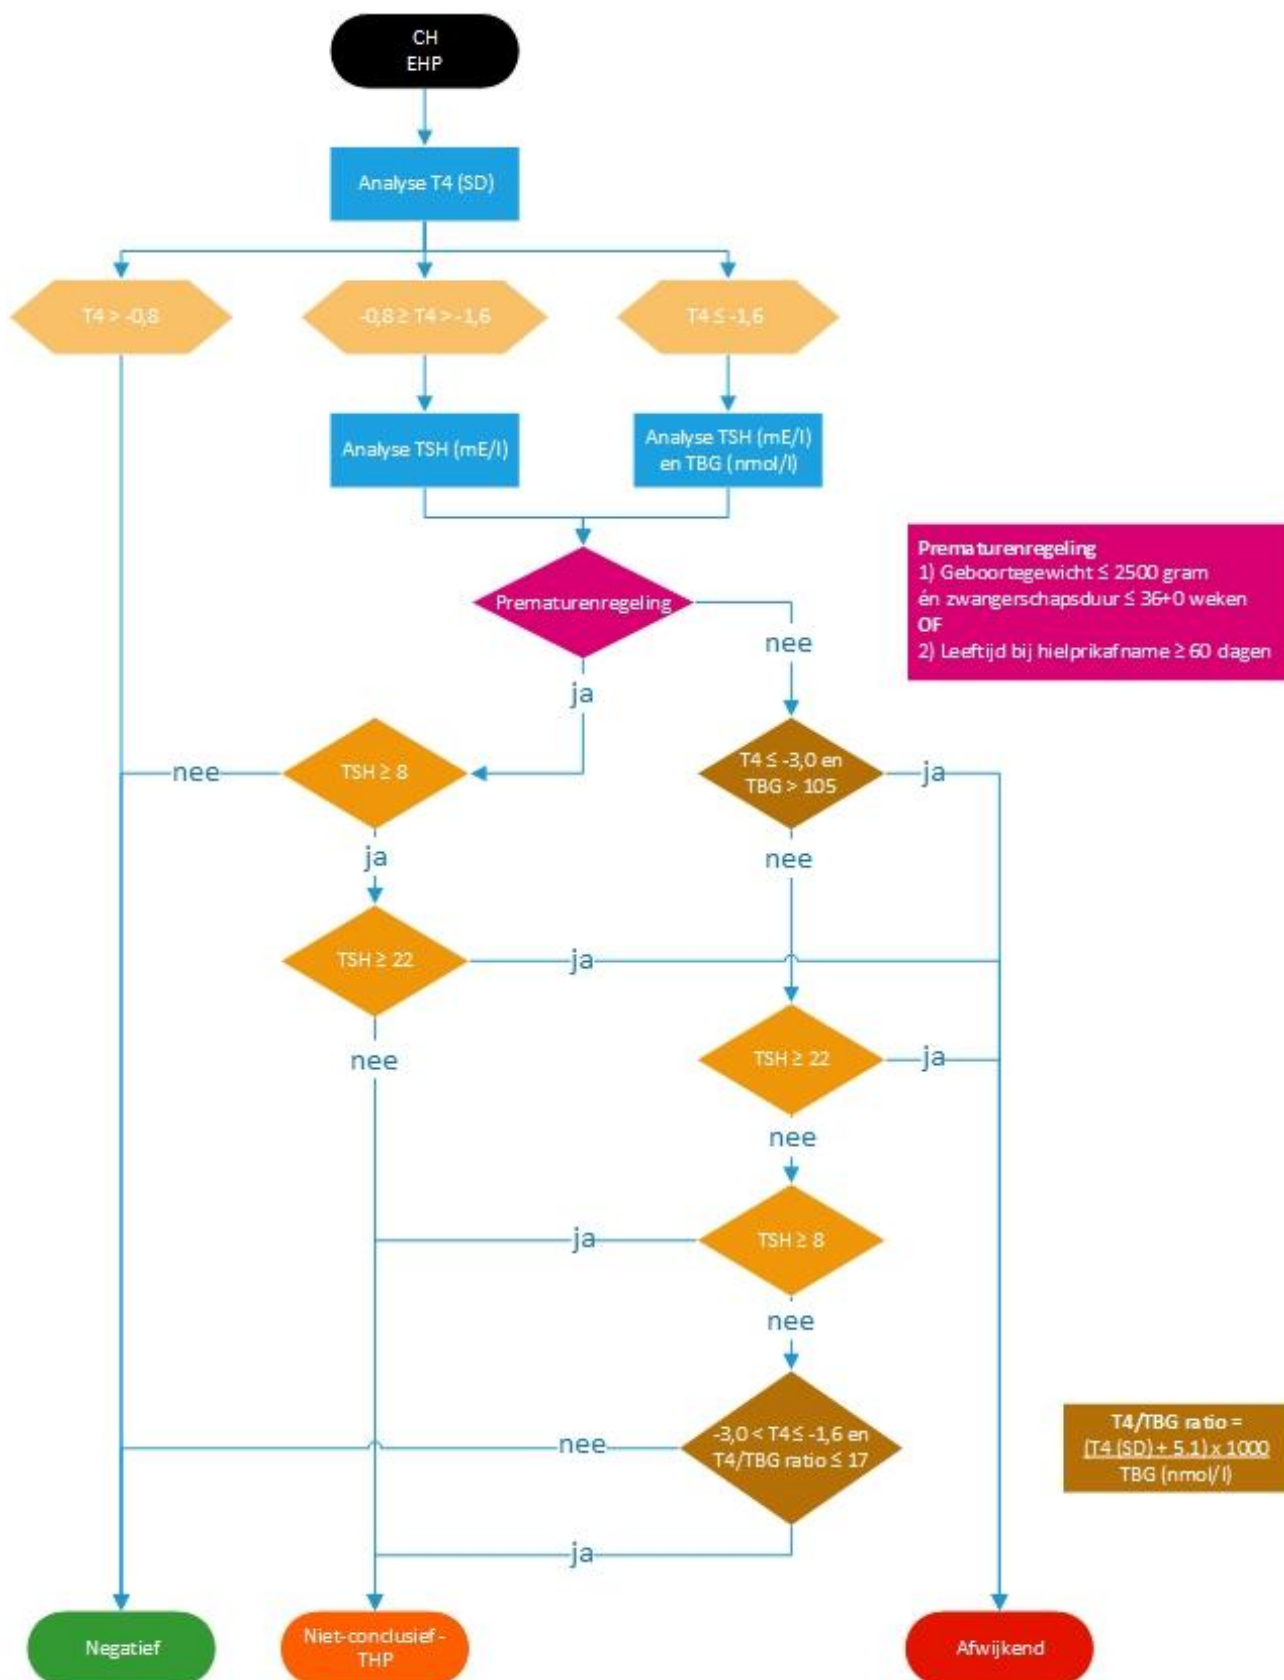 CH
EHP
Analyse T4 (SD)
T4 > -0,8
-0,8 ≥ T4 > -1,6
T4 ≤ -1,6
Analyse TSH (mE/l)
Analyse TSH (mE/l)
en TBG (nmol/l)
Prematurenregeling
1) Geboortegewicht ≤ 2500 gram
én zwangerschapsduur ≤ 36+0 weken
OF
2) Leeftijd bij hielprikafname ≥ 60 dagen
Prematurenregeling
nee
ja
nee
TSH ≥ 8
T4 ≤ -3,0 en
TBG > 105
ja
ja
nee
TSH ≥ 22
ja
nee
TSH ≥ 22
ja
nee
ja
TSH ≥ 8
nee
-3,0 < T4 ≤ -1,6 en
T4/TBG ratio ≤ 17
nee
T4/TBG ratio =
(T4 (SD) + 5.1) x 1000
TBG (nmol/l)
ja
Negatief
Niet-conclusief -
THP
Afwijkend